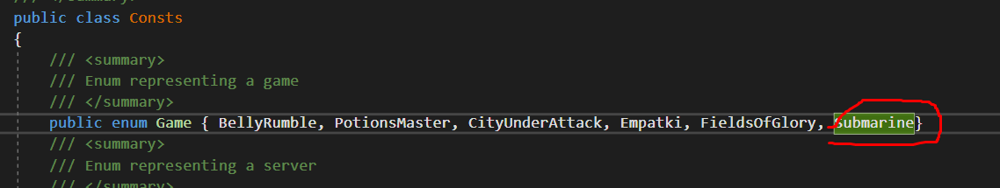 /// </summary>
public class Consts
{
/// <summary>
/// Enum representing a game
/// </summary>
public enum Game { BellyRumble, PotionsMaster, CityUnderAttack, Empatki, FieldsOfGlory, Submarine}
/// <summary>
/// Enum representing a server
/// </summary>